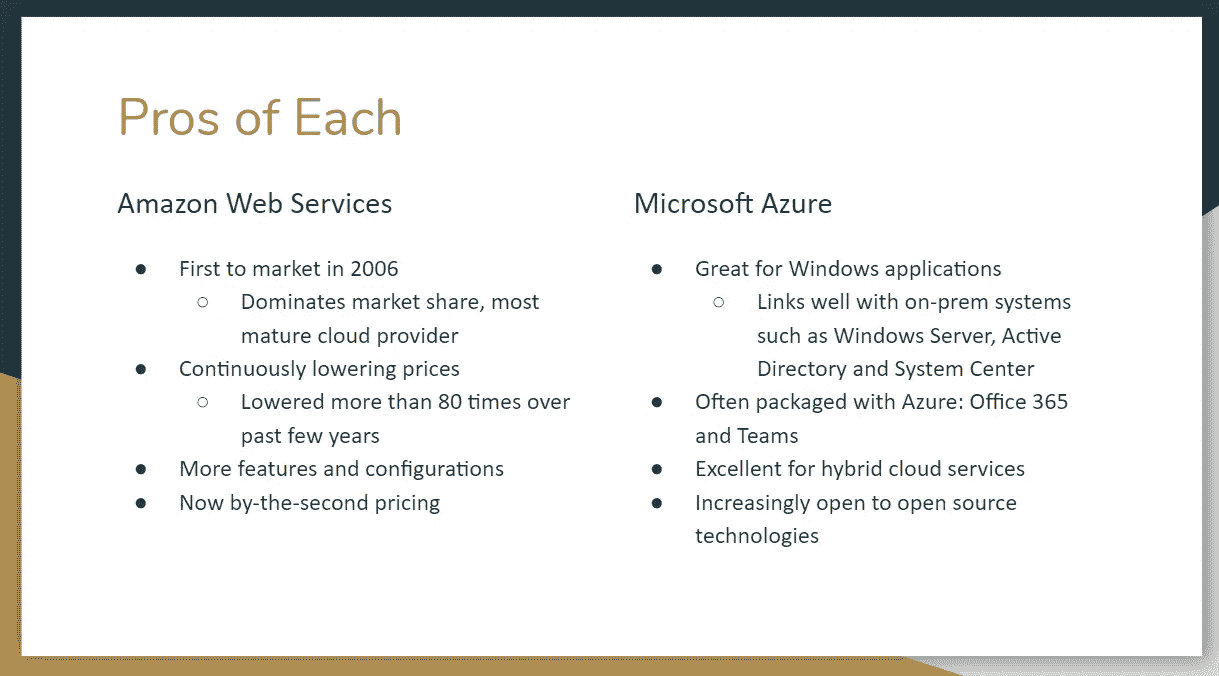 Pros of Each
Amazon Web Services
● First to market in 2006
○ Dominates market share, most
mature cloud provider
● Continuously lowering prices
○ Lowered more than 80 times over
past few years
● More features and configurations
● Now by-the-second pricing
Microsoft Azure
● Great for Windows applications
○ Links well with on-prem systems
such as Windows Server, Active
Directory and System Center
● Often packaged with Azure: Office 365
and Teams
● Excellent for hybrid cloud services
● Increasingly open to open source
technologies